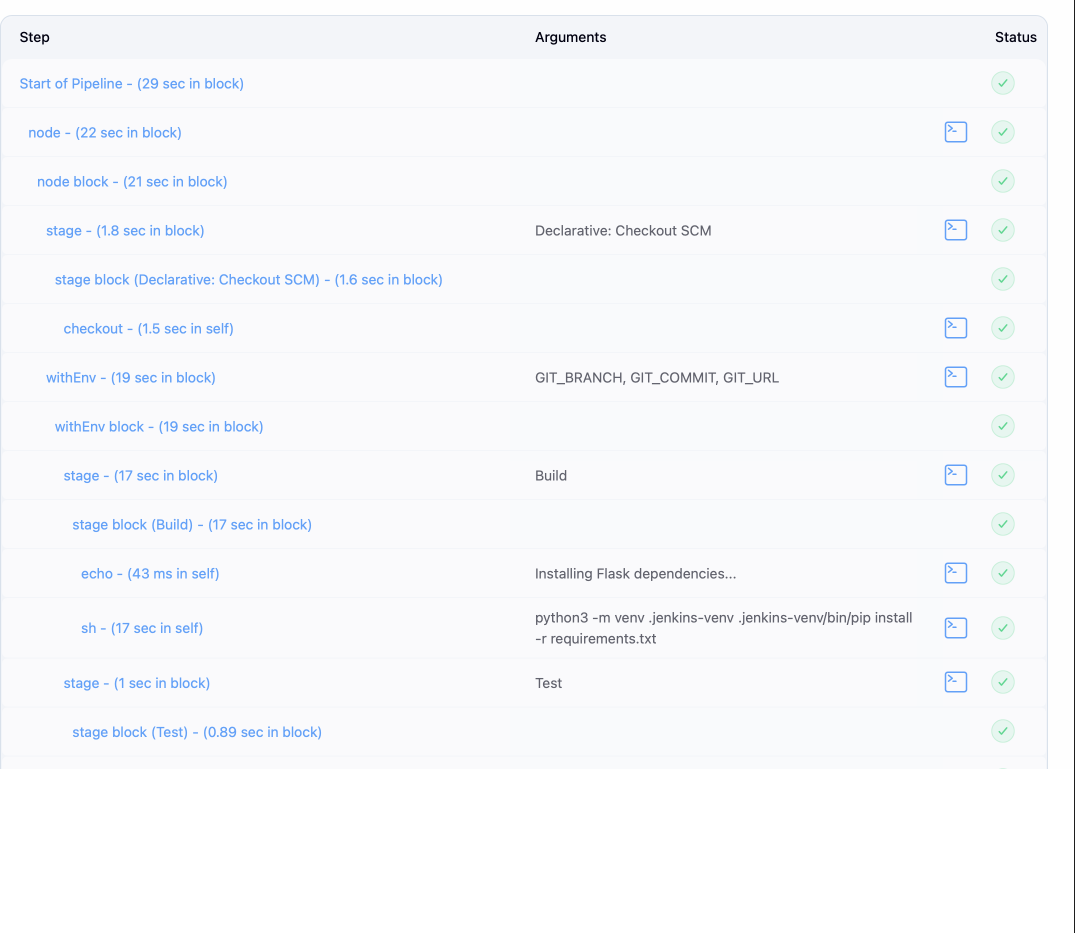 Step Arguments Status
Start of Pipeline - (29 sec in block)
node - (22 sec in block)
node block - (21 sec in block)
stage - (1.8 sec in block) Declarative: Checkout SCM
stage block (Declarative: Checkout SCM) - (1.6 sec in block)
checkout - (1.5 sec in self)
withEnv - (19 sec in block) GIT_BRANCH, GIT_COMMIT, GIT_URL
withEnv block - (19 sec in block)
stage - (17 sec in block) Build
stage block (Build) - (17 sec in block)
echo - (43 ms in self) Installing Flask dependencies...
sh - (17 sec in self) python3 -m venv .jenkins-venv .jenkins-venv/bin/pip install
-r requirements.txt
stage - (1 sec in block) Test
stage block (Test) - (0.89 sec in block)